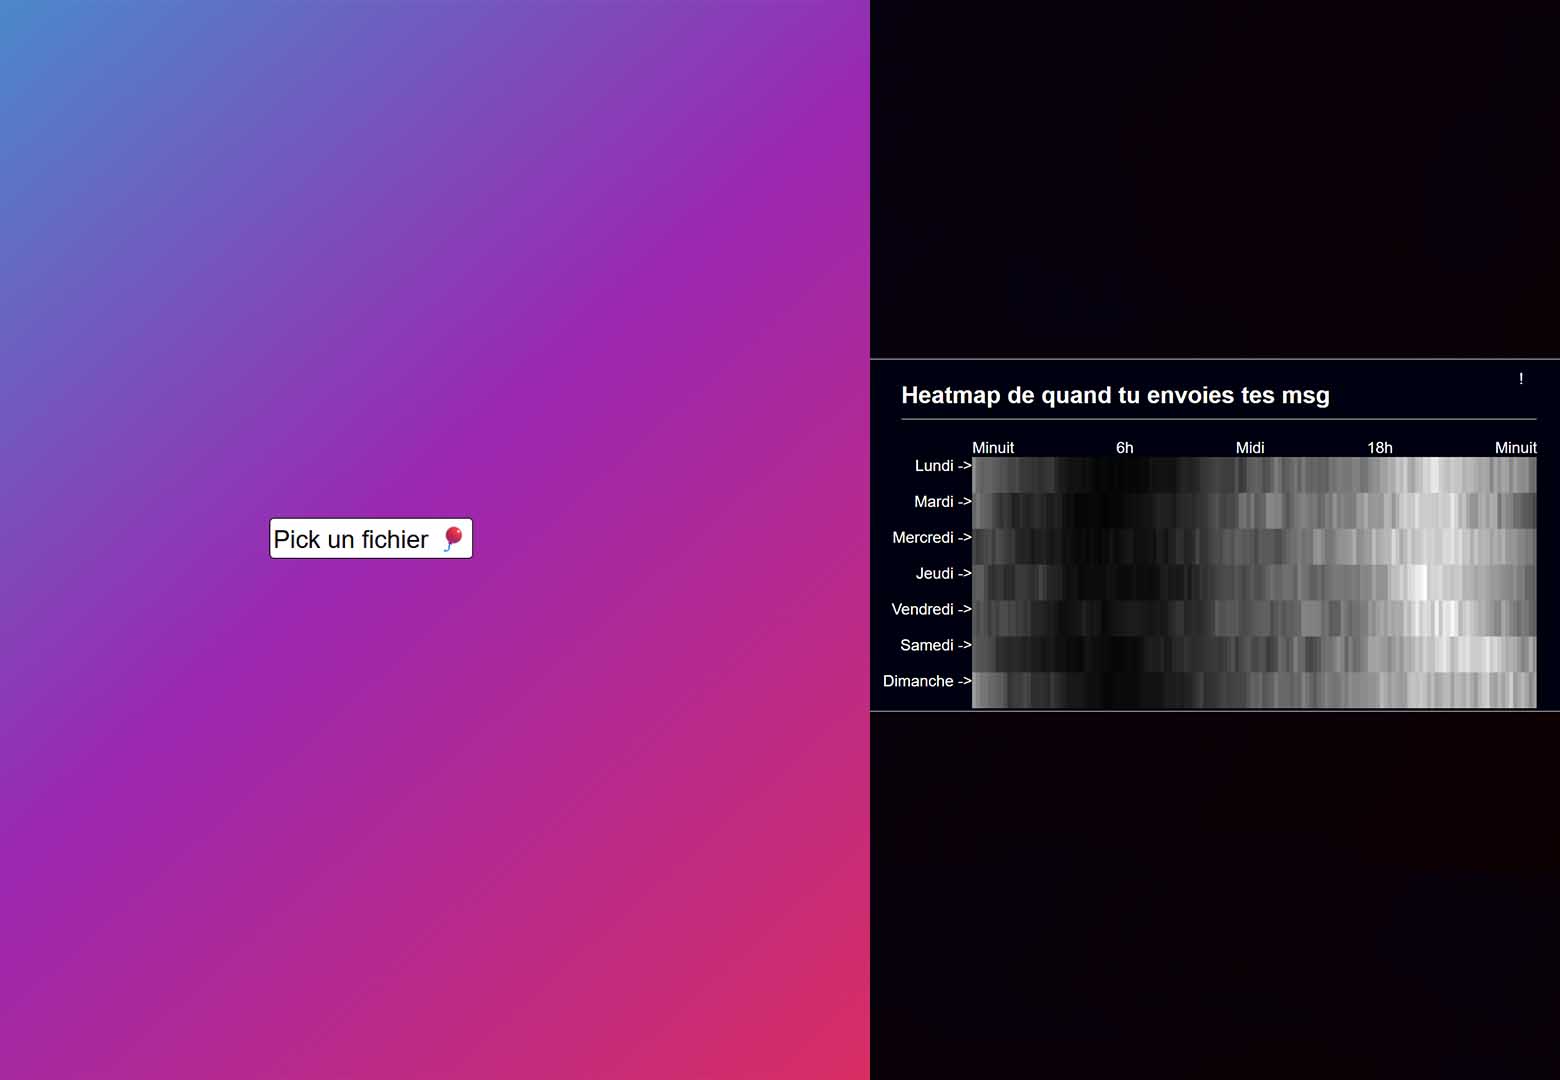 Pick un fichier 🎈
!
Heatmap de quand tu envoies tes msg
Minuit 6h Midi 18h Minuit
Lundi ->
Mardi ->
Mercredi ->
Jeudi ->
Vendredi ->
Samedi ->
Dimanche ->